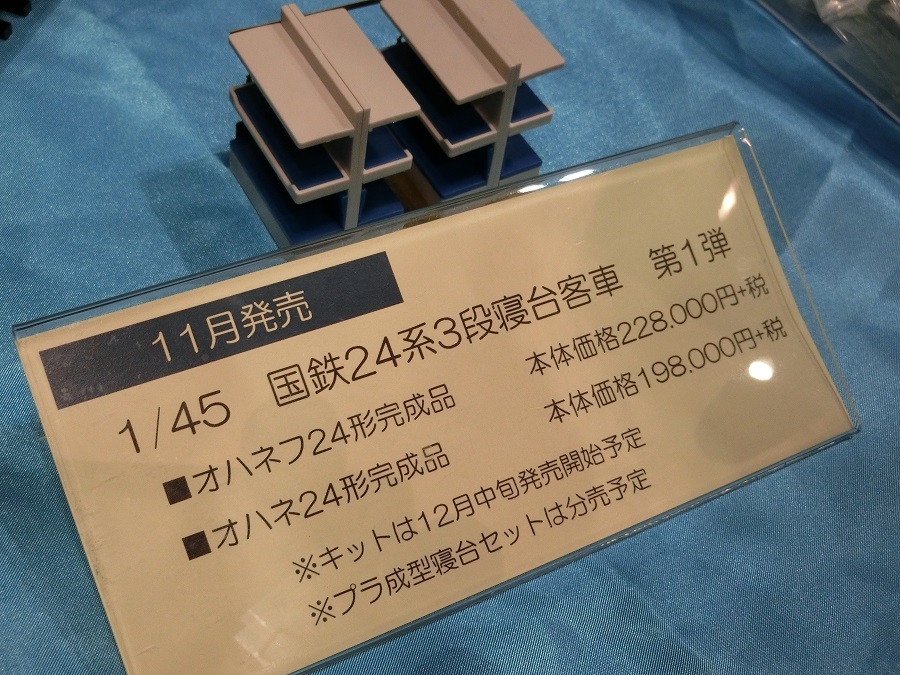 11月発売
1/45 国鉄24系3段寝台客車 第1弾
■オハネフ24形完成品 本体価格228.000円+税
■オハネ24形完成品 本体価格198.000円+税
※キットは12月中旬発売開始予定
※プラ成型寝台セットは分売予定